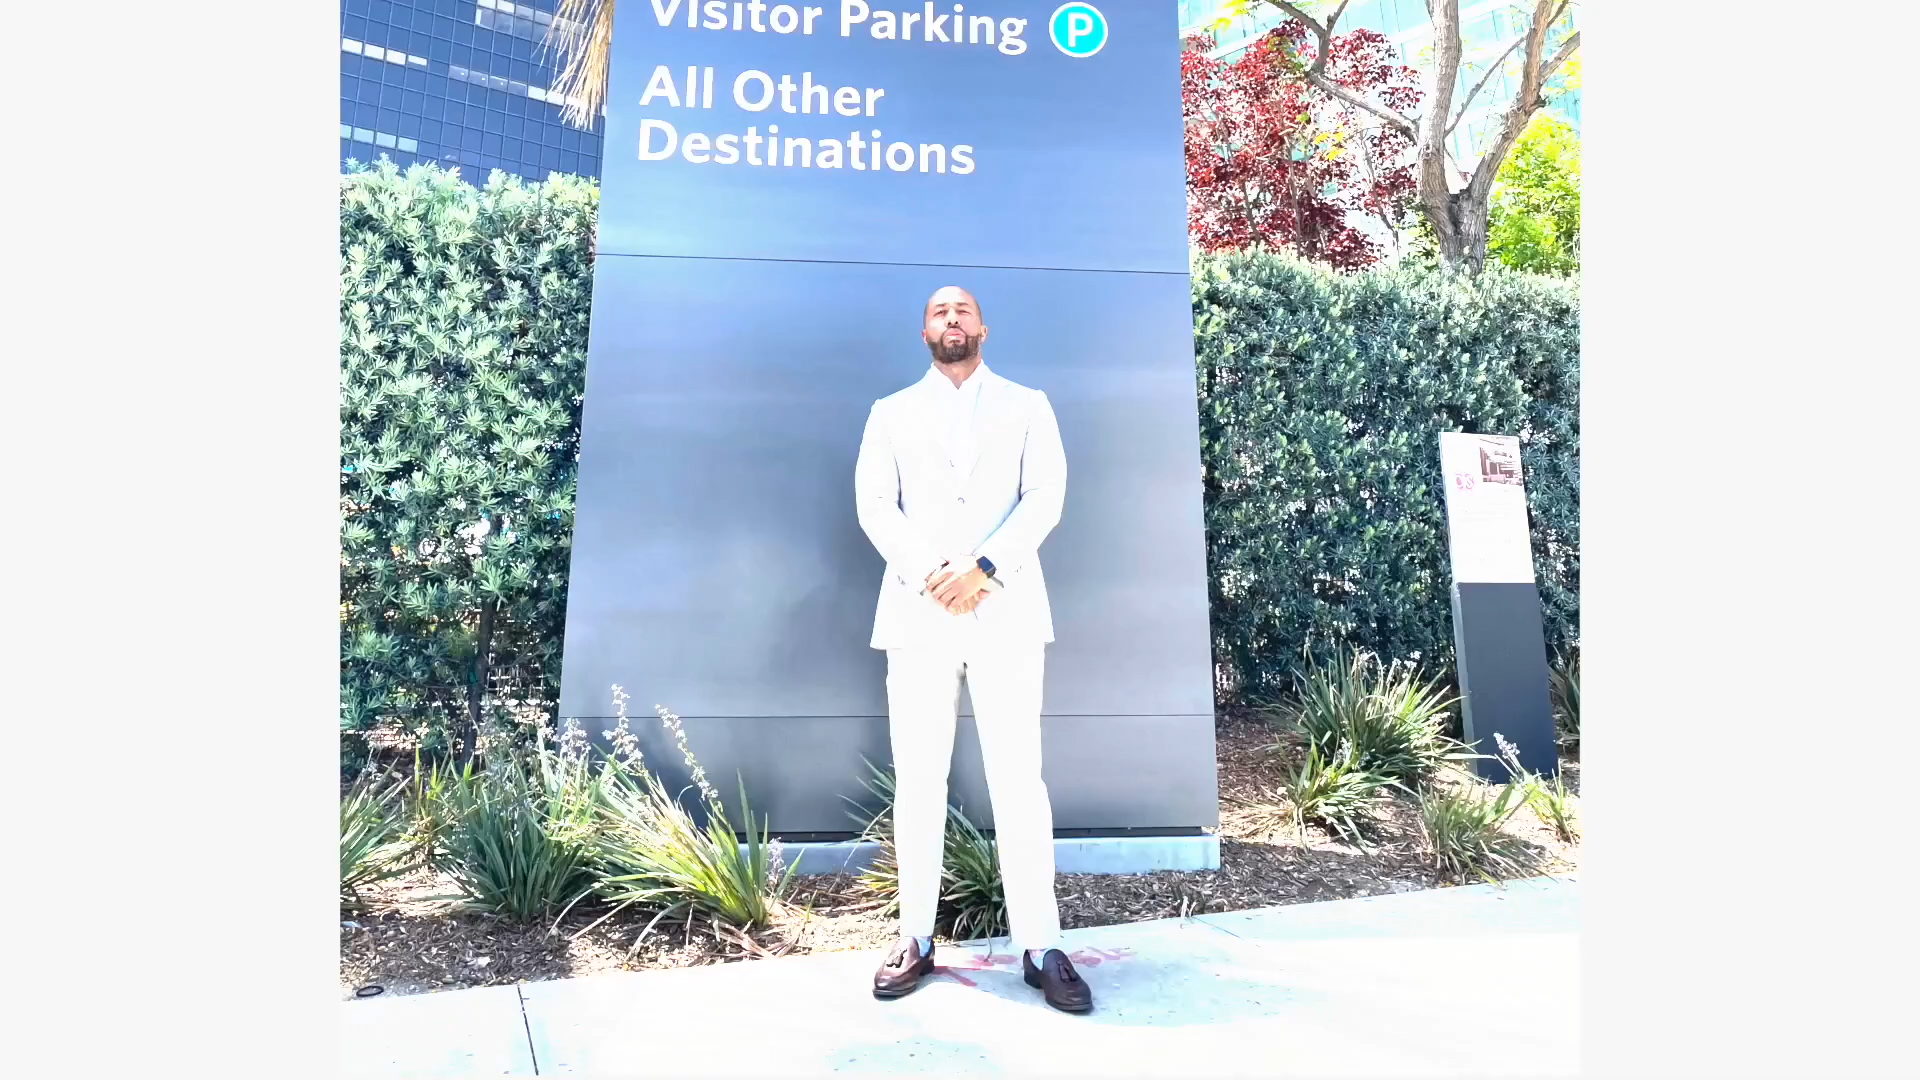 Visitor Parking P
All Other
Destinations